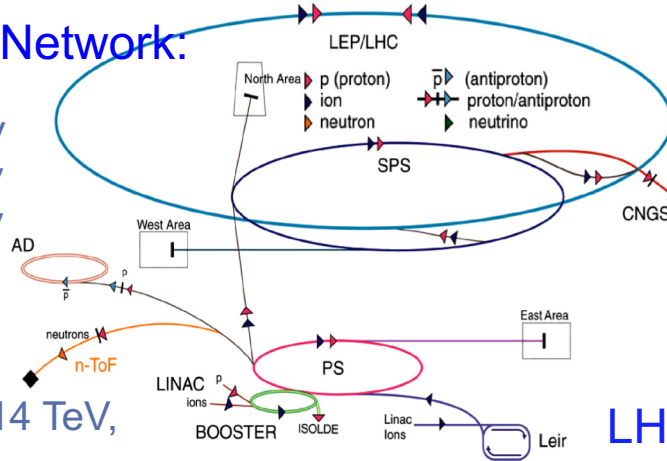 Network:
LEP/LHC
North Area
p (proton)
ion
neutron
p̅ (antiproton)
proton/antiproton
neutrino
SPS
CNGS
West Area
AD
p̅
p
neutrons
n-ToF
East Area
PS
LINAC
p
ions
BOOSTER
ISOLDE
Linac
Ions
Leir
14 TeV,
LH